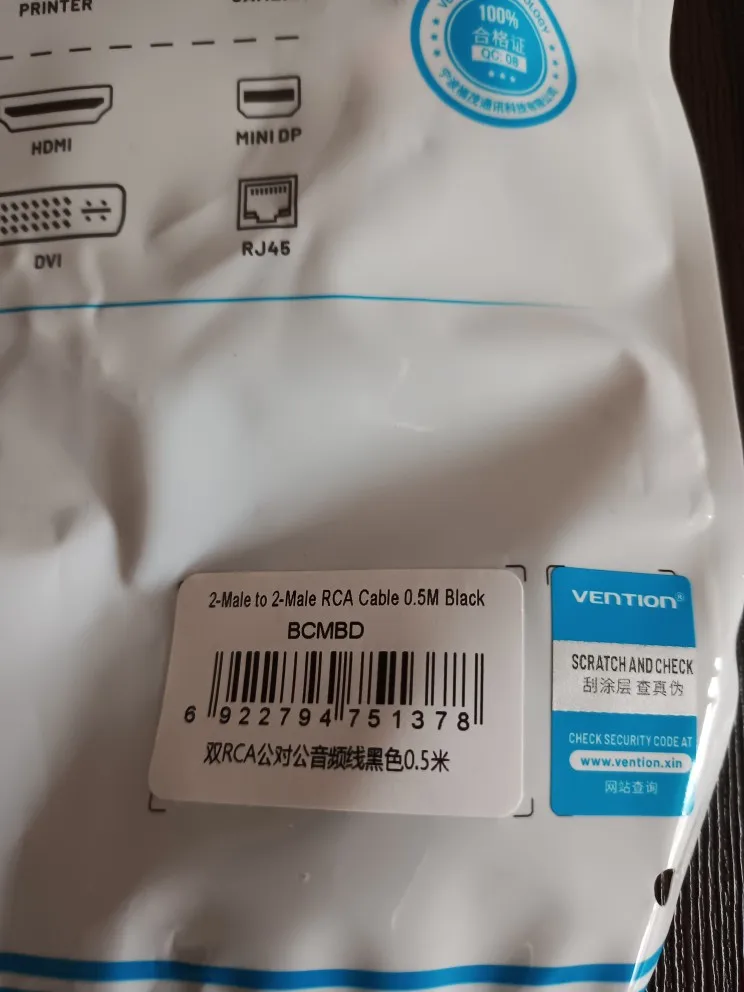 PRINTER
100%
合格证
QC: 08
HDMI
MINI DP
DVI
RJ45
2-Male to 2-Male RCA Cable 0.5M Black
BCMBD
6 922794 751378
双RCA公对公音频线黑色0.5米
VENTION®
SCRATCH AND CHECK
刮涂层 查真伪
CHECK SECURITY CODE AT
www.vention.xin
网站查询